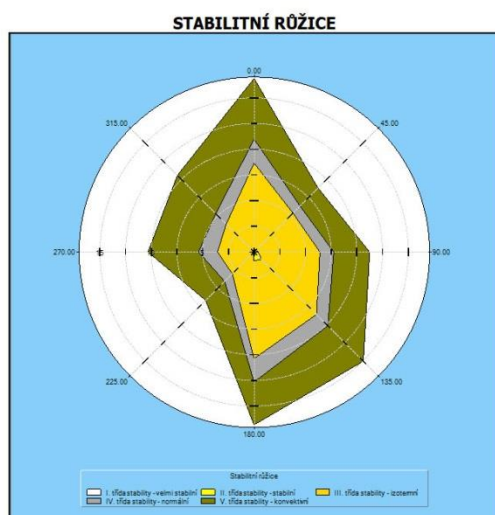 STABILITNÍ RŮŽICE
0.00
315.00
45.00
270.00
90.00
225.00
135.00
180.00
Stabilitní růžice
I. třída stability - velmi stabilní
II. třída stability - stabilní
III. třída stability - izotermní
IV. třída stability - normální
V. třída stability - konvektivní